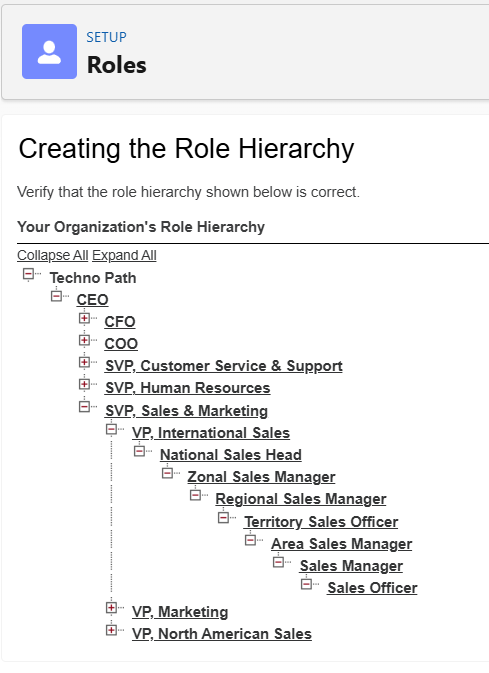 SETUP
Roles
Creating the Role Hierarchy
Verify that the role hierarchy shown below is correct.
Your Organization's Role Hierarchy
Collapse All Expand All
Techno Path
CEO
CFO
COO
SVP, Customer Service & Support
SVP, Human Resources
SVP, Sales & Marketing
VP, International Sales
National Sales Head
Zonal Sales Manager
Regional Sales Manager
Territory Sales Officer
Area Sales Manager
Sales Manager
Sales Officer
VP, Marketing
VP, North American Sales